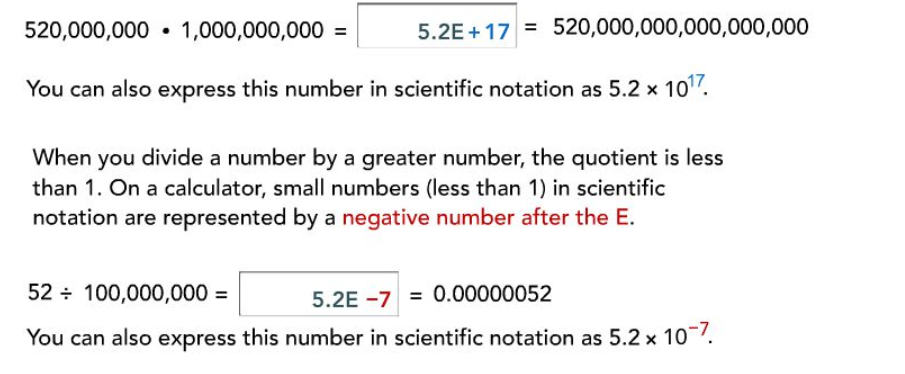 520,000,000 • 1,000,000,000 = 5.2E+17 = 520,000,000,000,000,000
You can also express this number in scientific notation as 5.2 × 10¹⁷.
When you divide a number by a greater number, the quotient is less
than 1. On a calculator, small numbers (less than 1) in scientific
notation are represented by a negative number after the E.
52 ÷ 100,000,000 = 5.2E −7 = 0.00000052
You can also express this number in scientific notation as 5.2 × 10⁻⁷.